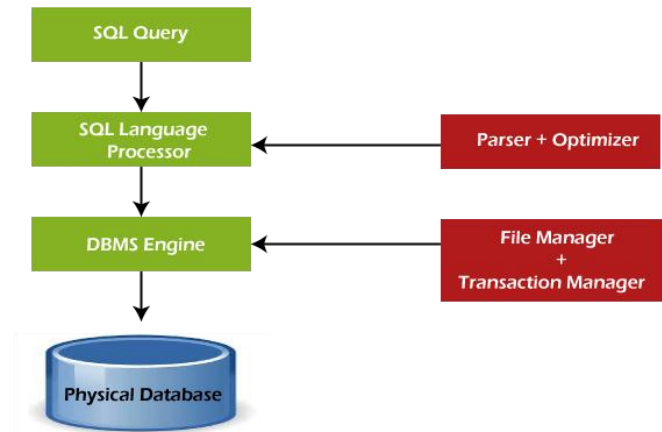 SQL Query
SQL Language
Processor
Parser + Optimizer
DBMS Engine
File Manager
+
Transaction Manager
Physical Database